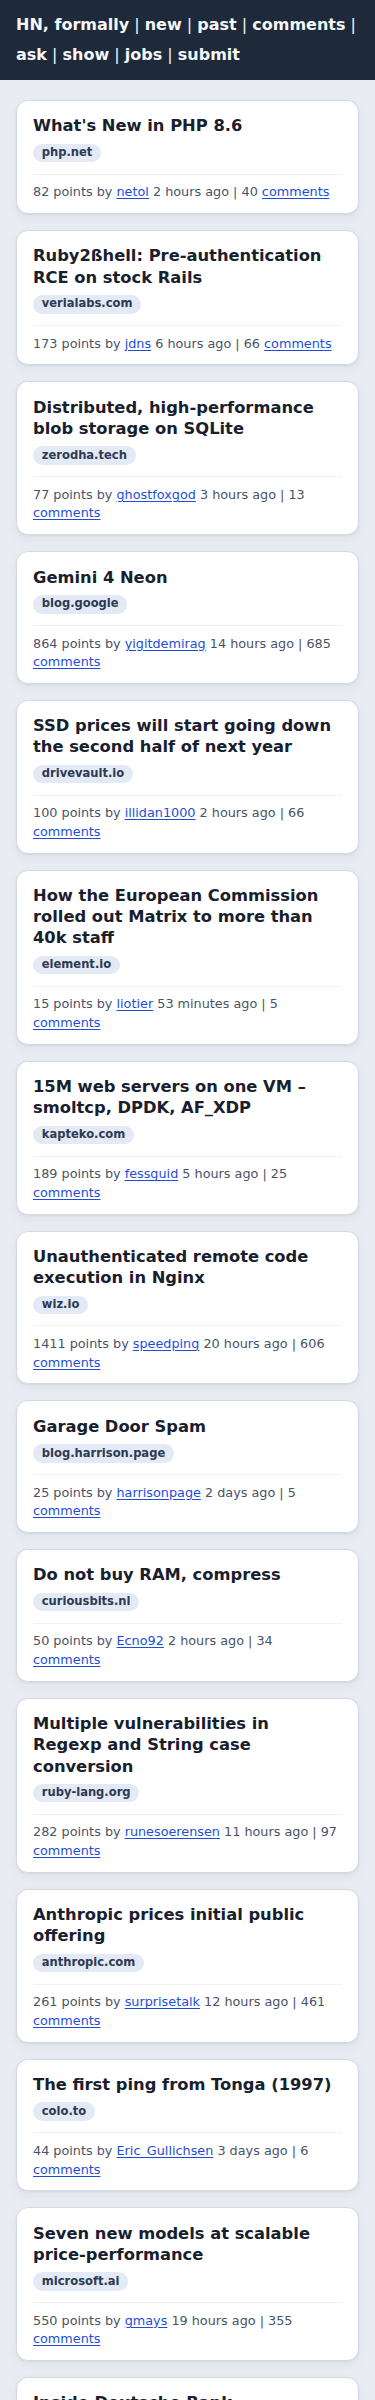 HN, formally | new | past | comments |
ask | show | jobs | submit
What's New in PHP 8.6
php.net
82 points by netol 2 hours ago | 40 comments
Ruby2ßhell: Pre-authentication
RCE on stock Rails
verialabs.com
173 points by jdns 6 hours ago | 66 comments
Distributed, high-performance
blob storage on SQLite
zerodha.tech
77 points by ghostfoxgod 3 hours ago | 13
comments
Gemini 4 Neon
blog.google
864 points by yigitdemirag 14 hours ago | 685
comments
SSD prices will start going down
the second half of next year
drivevault.io
100 points by illidan1000 2 hours ago | 66
comments
How the European Commission
rolled out Matrix to more than
40k staff
element.io
15 points by liotier 53 minutes ago | 5
comments
15M web servers on one VM –
smoltcp, DPDK, AF_XDP
kapteko.com
189 points by fessguid 5 hours ago | 25
comments
Unauthenticated remote code
execution in Nginx
wiz.io
1411 points by speedping 20 hours ago | 606
comments
Garage Door Spam
blog.harrison.page
25 points by harrisonpage 2 days ago | 5
comments
Do not buy RAM, compress
curiousbits.nl
50 points by Ecno92 2 hours ago | 34
comments
Multiple vulnerabilities in
Regexp and String case
conversion
ruby-lang.org
282 points by runesoerensen 11 hours ago | 97
comments
Anthropic prices initial public
offering
anthropic.com
261 points by surprisetalk 12 hours ago | 461
comments
The first ping from Tonga (1997)
colo.to
44 points by Eric_Gullichsen 3 days ago | 6
comments
Seven new models at scalable
price-performance
microsoft.ai
550 points by gmays 19 hours ago | 355
comments